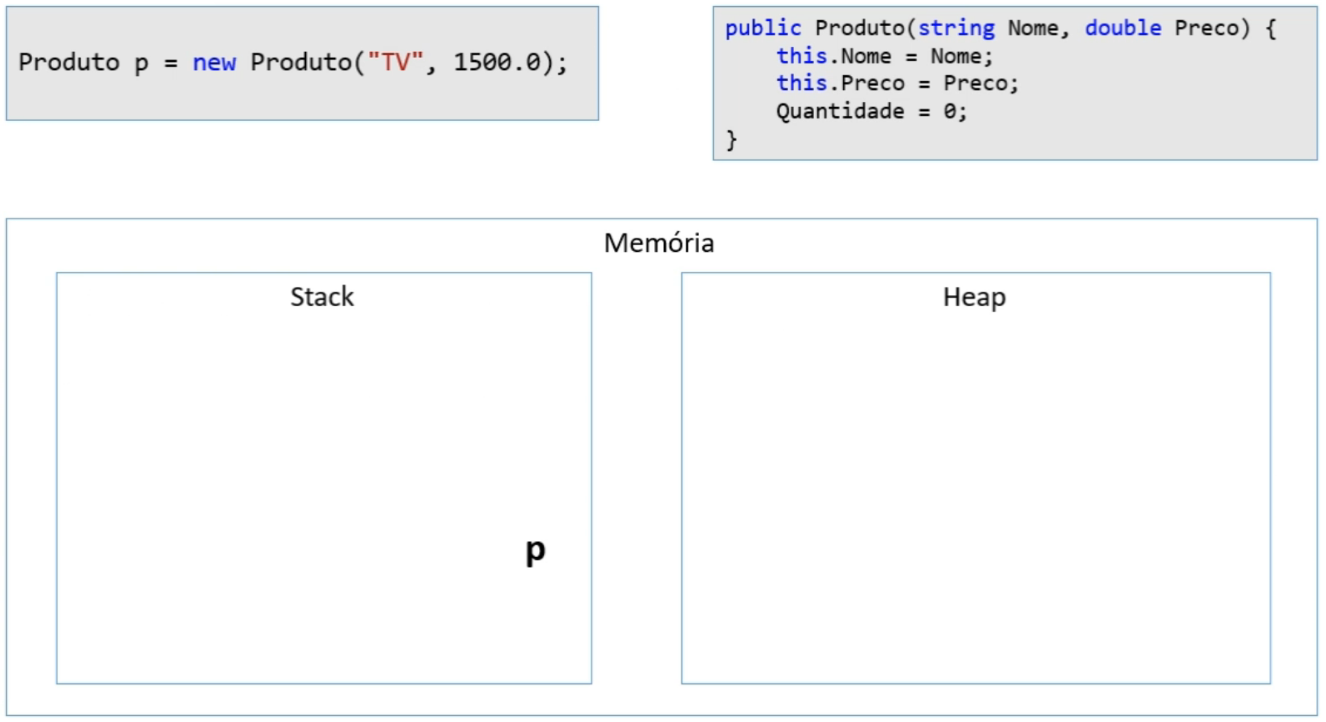 Produto p = new Produto("TV", 1500.0);
public Produto(string Nome, double Preco) {
    this.Nome = Nome;
    this.Preco = Preco;
    Quantidade = 0;
}
Memória
Stack
Heap
p